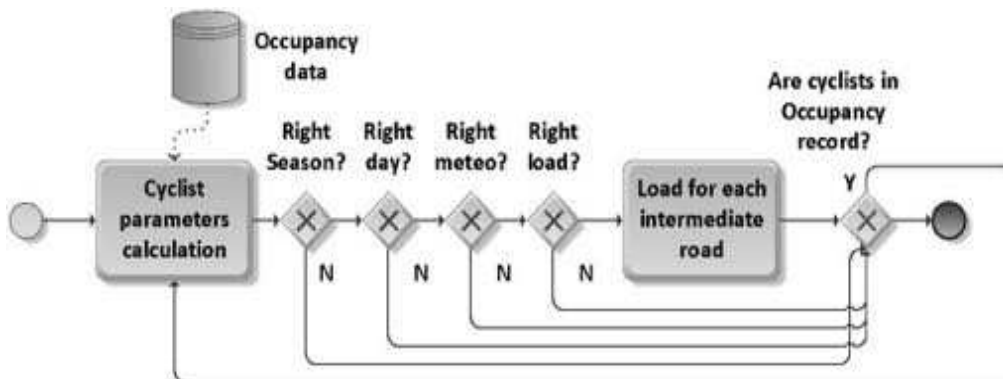 Occupancy
data
Are cyclists in
Occupancy
record?
Right
Season?
Right
day?
Right
meteo?
Right
load?
Cyclist
parameters
calculation
Load for each
intermediate
road
Y
N
N
N
N